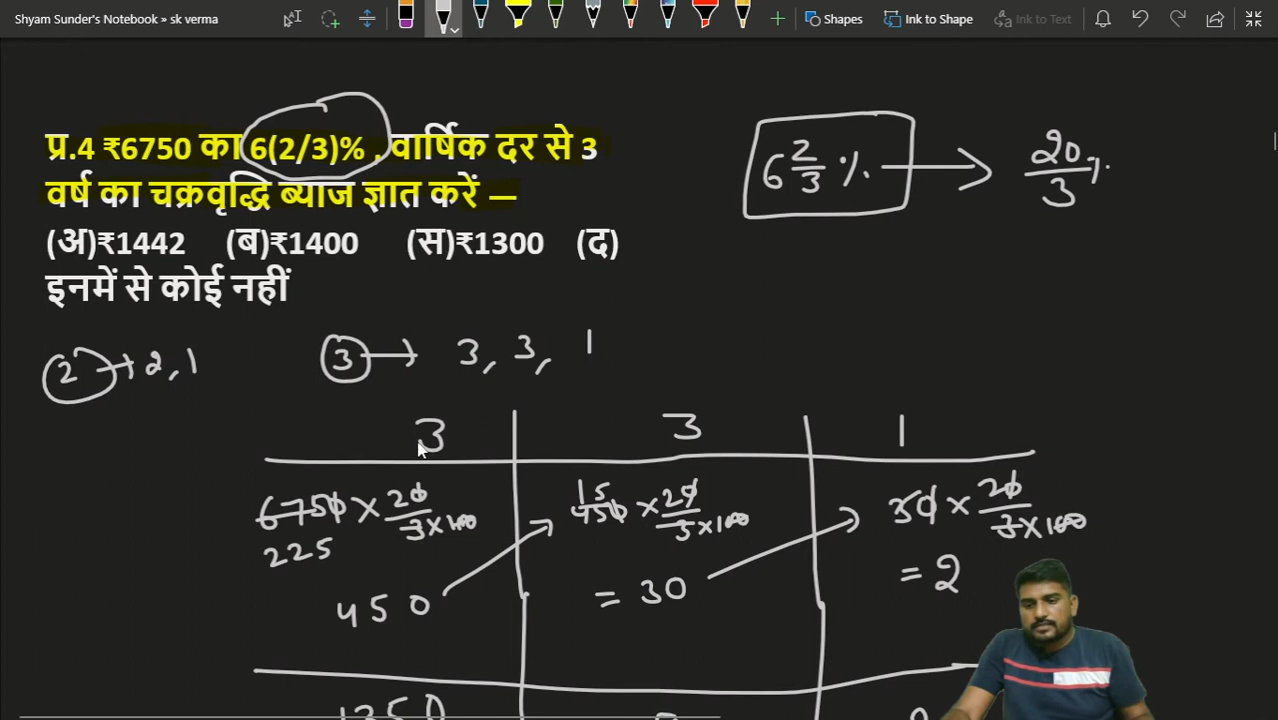 Shyam Sunder's Notebook » sk verma
Shapes
Ink to Shape
Ink to Text
प्र.4 ₹6750 का 6(2/3)% . वार्षिक दर से 3
वर्ष का चक्रवृद्धि ब्याज ज्ञात करें —
(अ)₹1442 (ब)₹1400 (स)₹1300 (द)
इनमें से कोई नहीं
6 2/3 % → 20/3 %
2 → 2, 1
3 → 3, 3, 1
3 3 1
6750 × 20/3×100
225
450
15
450 × 20/3×100
= 30
30 × 20/3×100
= 2
1350